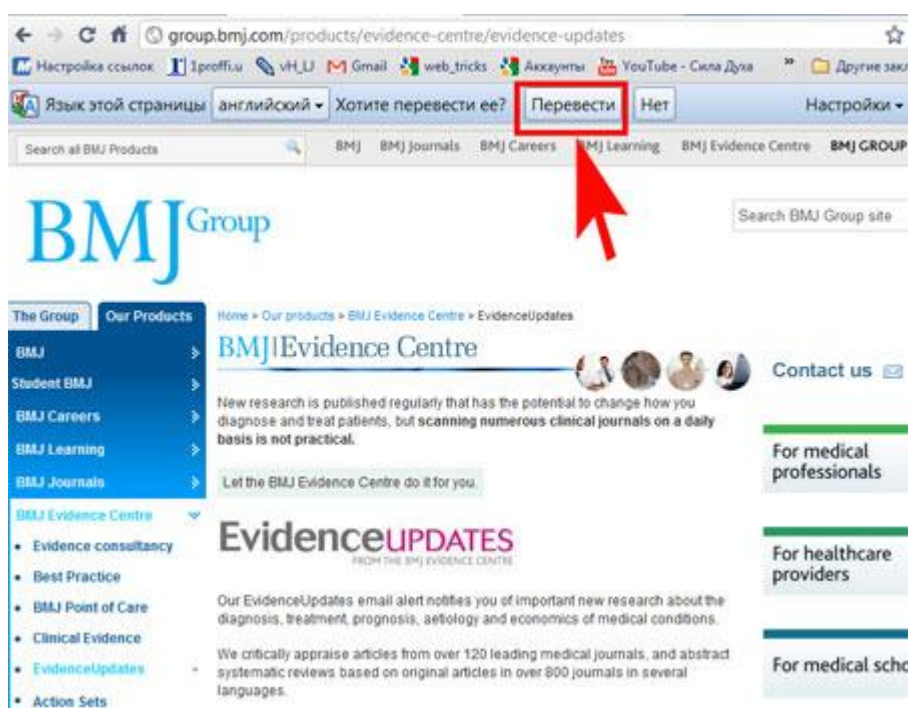 group.bmj.com/products/evidence-centre/evidence-updates
Настройка ссылок 1proffi.u vH_U Gmail web_tricks Аккаунты YouTube - Сила Духа » Другие закл
Язык этой страницы английский Хотите перевести ее? Перевести Нет Настройки
Search all BMJ Products BMJ BMJ Journals BMJ Careers BMJ Learning BMJ Evidence Centre BMJ GROUP
BMJ Group
Search BMJ Group site
The Group Our Products
Home » Our products » BMJ Evidence Centre » EvidenceUpdates
BMJ
Student BMJ
BMJ Careers
BMJ Learning
BMJ Journals
BMJ Evidence Centre
• Evidence consultancy
• Best Practice
• BMJ Point of Care
• Clinical Evidence
• EvidenceUpdates
• Action Sets
BMJ|Evidence Centre
New research is published regularly that has the potential to change how you
diagnose and treat patients, but scanning numerous clinical journals on a daily
basis is not practical.
Let the BMJ Evidence Centre do it for you.
EvidenceUPDATES
FROM THE BMJ EVIDENCE CENTRE
Our EvidenceUpdates email alert notifies you of important new research about the
diagnosis, treatment, prognosis, aetiology and economics of medical conditions.
We critically appraise articles from over 120 leading medical journals, and abstract
systematic reviews based on original articles in over 800 journals in several
languages.
Contact us
For medical
professionals
For healthcare
providers
For medical scho